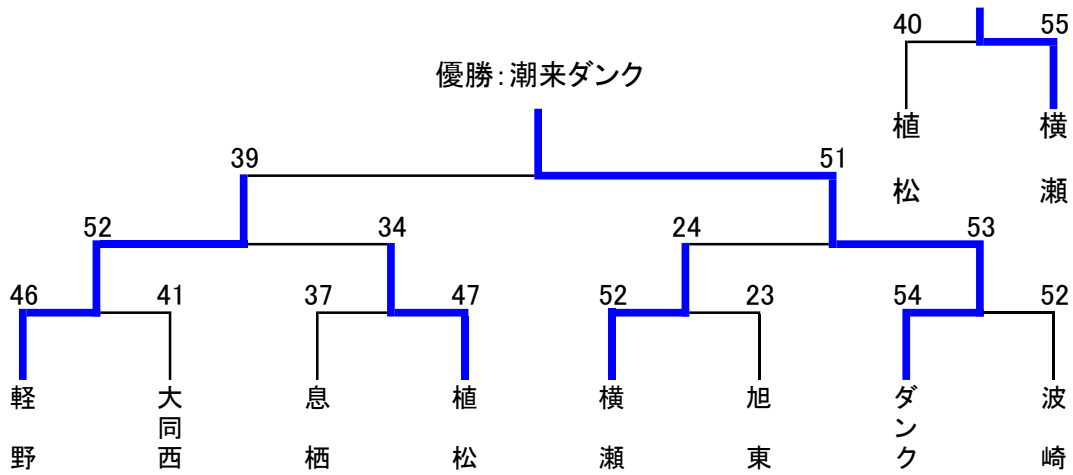 40 55
優勝：潮来ダンク
植松 横瀬
39 51
52 34 24 53
46 41 37 47 52 23 54 52
軽野 大同西 息栖 植松 横瀬 旭東 ダンク 波崎